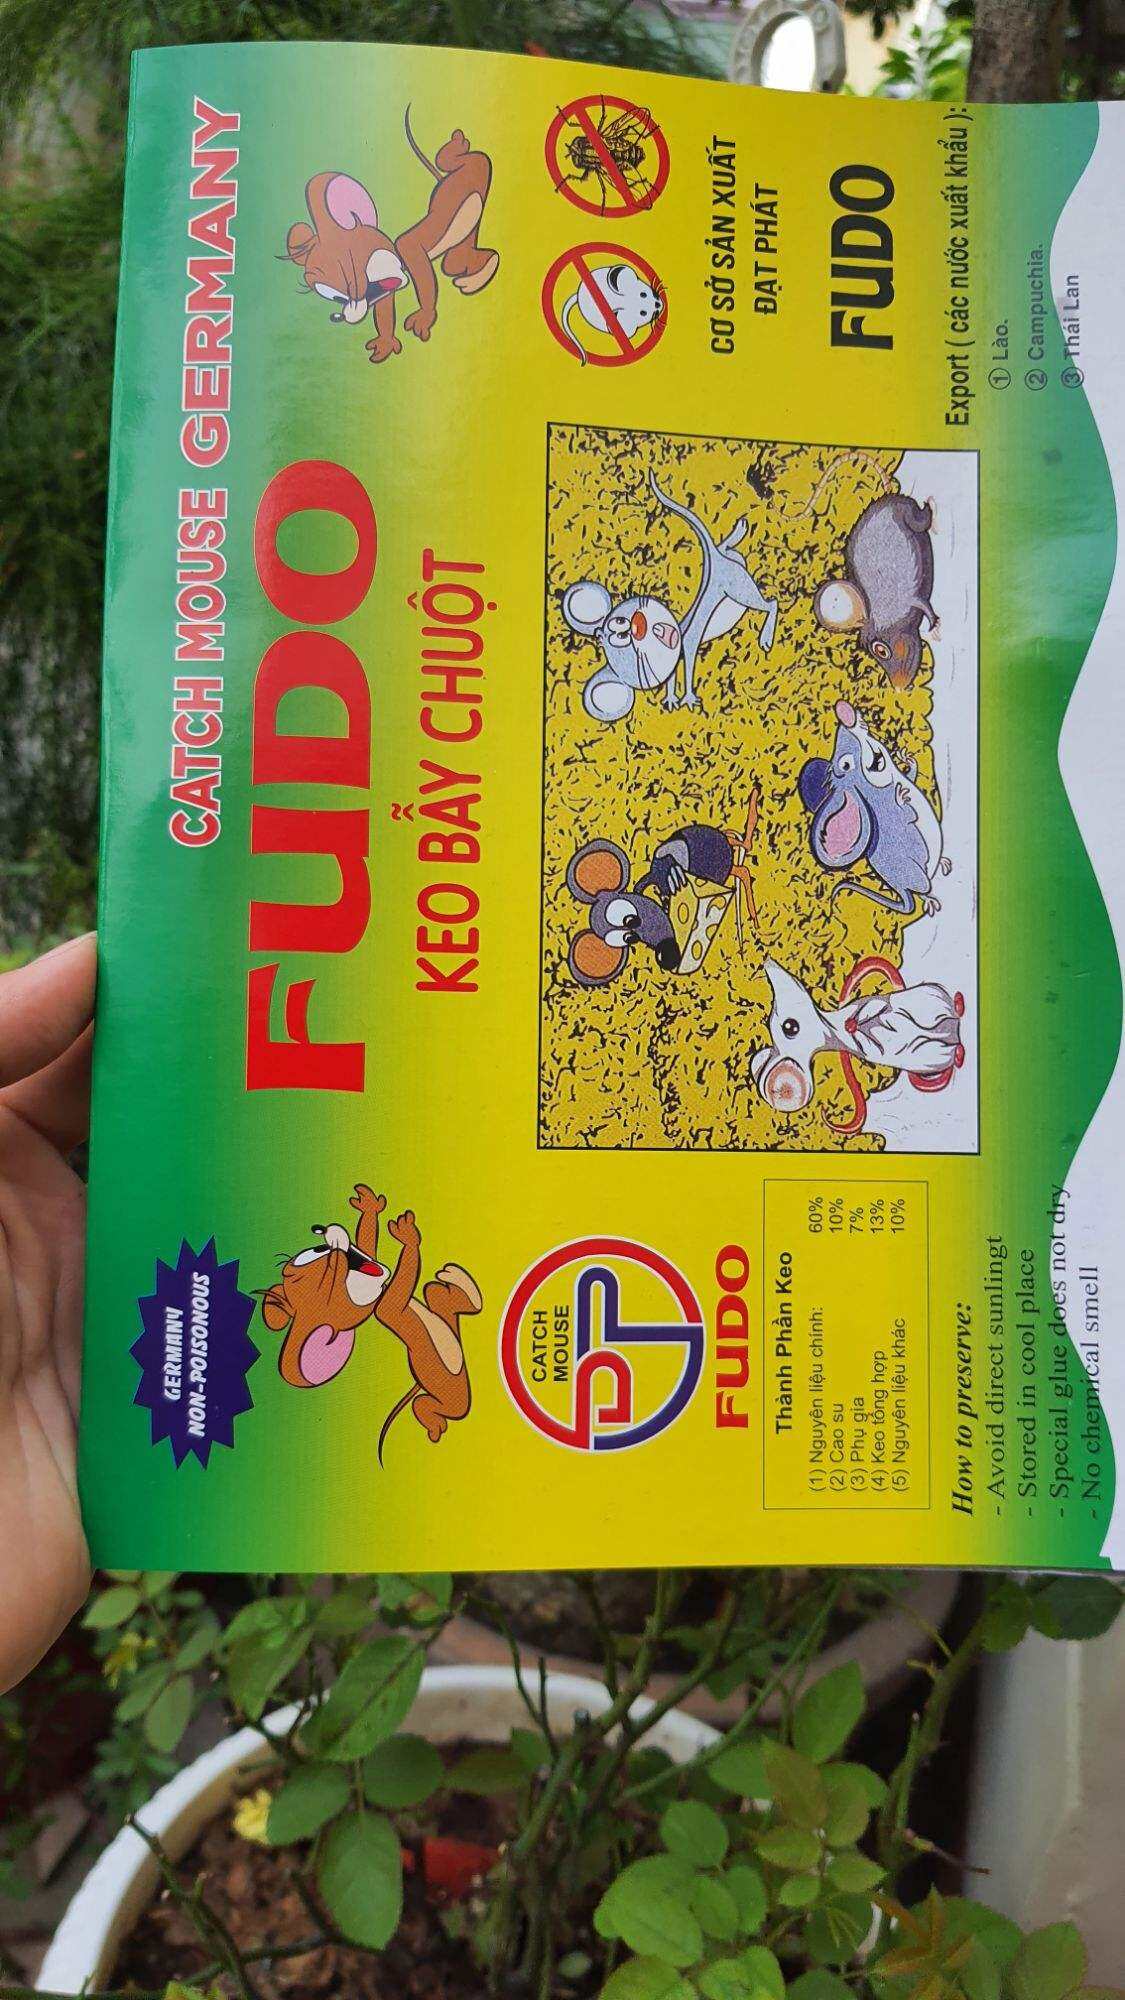 CATCH MOUSE GERMANY
GERMANY
NON-POISONOUS
FUDO
KEO BẪY CHUỘT
CATCH
MOUSE
DP
FUDO
Thành Phần Keo
(1) Nguyên liệu chính: 60%
(2) Cao su 10%
(3) Phụ gia 7%
(4) Keo tổng hợp 13%
(5) Nguyên liệu khác 10%
How to preserve:
- Avoid direct sunlingt
- Stored in cool place
- Special glue does not dry
- No chemical smell
CƠ SỞ SẢN XUẤT
ĐẠT PHÁT
FUDO
Export ( các nước xuất khẩu ):
① Lào.
② Campuchia.
③ Thái Lan